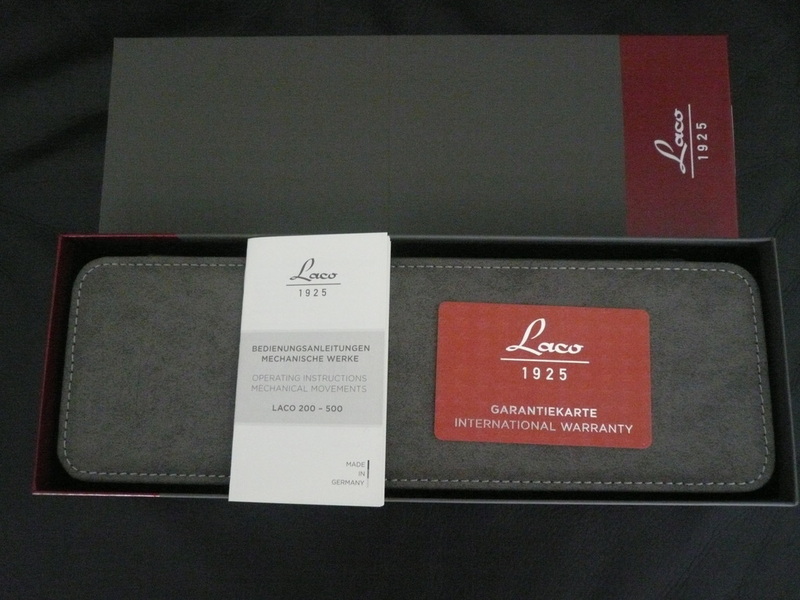 Laco
1925
Laco
1925
BEDIENUNGSANLEITUNGEN
MECHANISCHE WERKE
OPERATING INSTRUCTIONS
MECHANICAL MOVEMENTS
LACO 200 – 500
MADE
IN
GERMANY
Laco
1925
GARANTIEKARTE
INTERNATIONAL WARRANTY